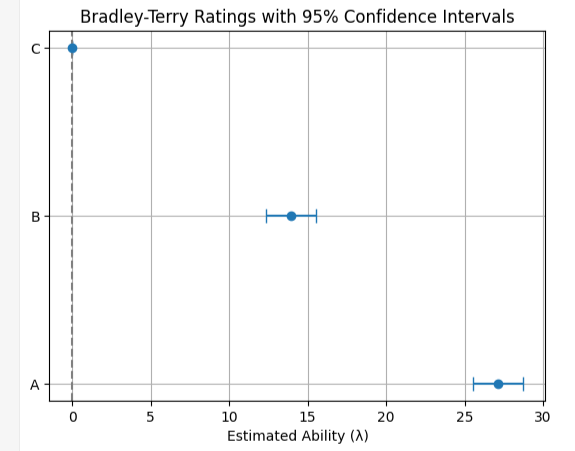 Bradley-Terry Ratings with 95% Confidence Intervals
C
B
A
0 5 10 15 20 25 30
Estimated Ability (λ)